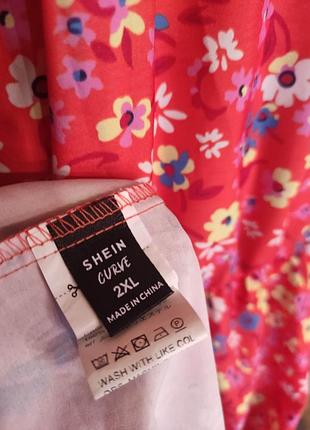 SHEIN
CURVE
2XL
MADE IN CHINA
WASH WITH LIKE COL